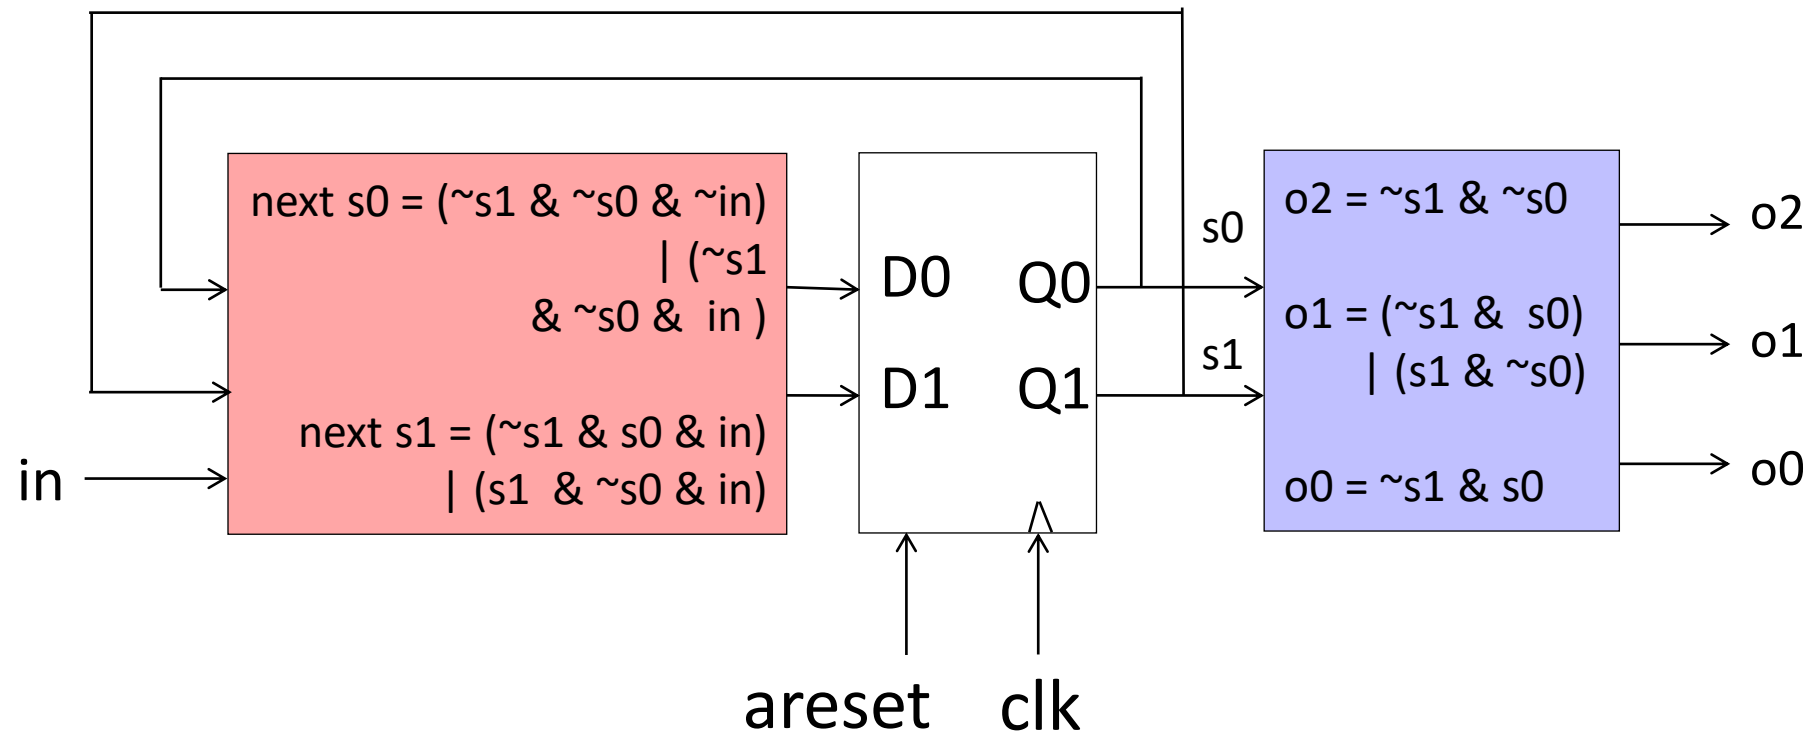 next s0 = (~s1 & ~s0 & ~in)
| (~s1
& ~s0 & in )
next s1 = (~s1 & s0 & in)
| (s1 & ~s0 & in)
in
D0 Q0
D1 Q1
areset clk
s0
s1
o2 = ~s1 & ~s0
o1 = (~s1 & s0)
| (s1 & ~s0)
o0 = ~s1 & s0
o2
o1
o0